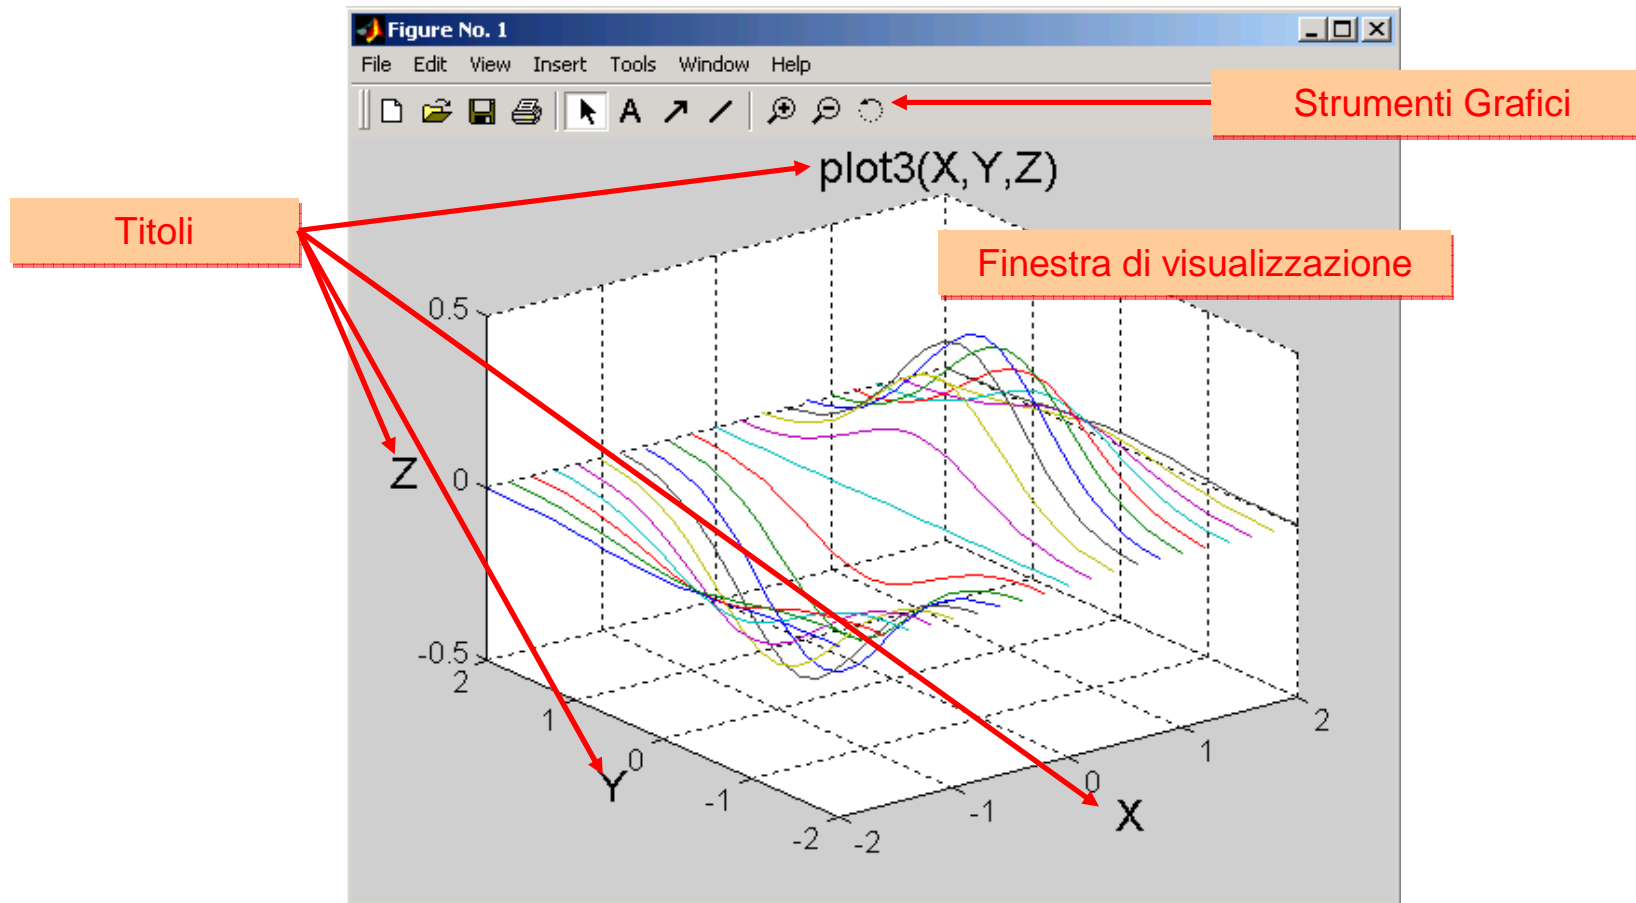 Figure No. 1
File Edit View Insert Tools Window Help
A
Strumenti Grafici
plot3(X,Y,Z)
Titoli
Finestra di visualizzazione
0.5
Z
0
-0.5
2
1
0
Y
-1
-2
-2
-1
0
X
1
2